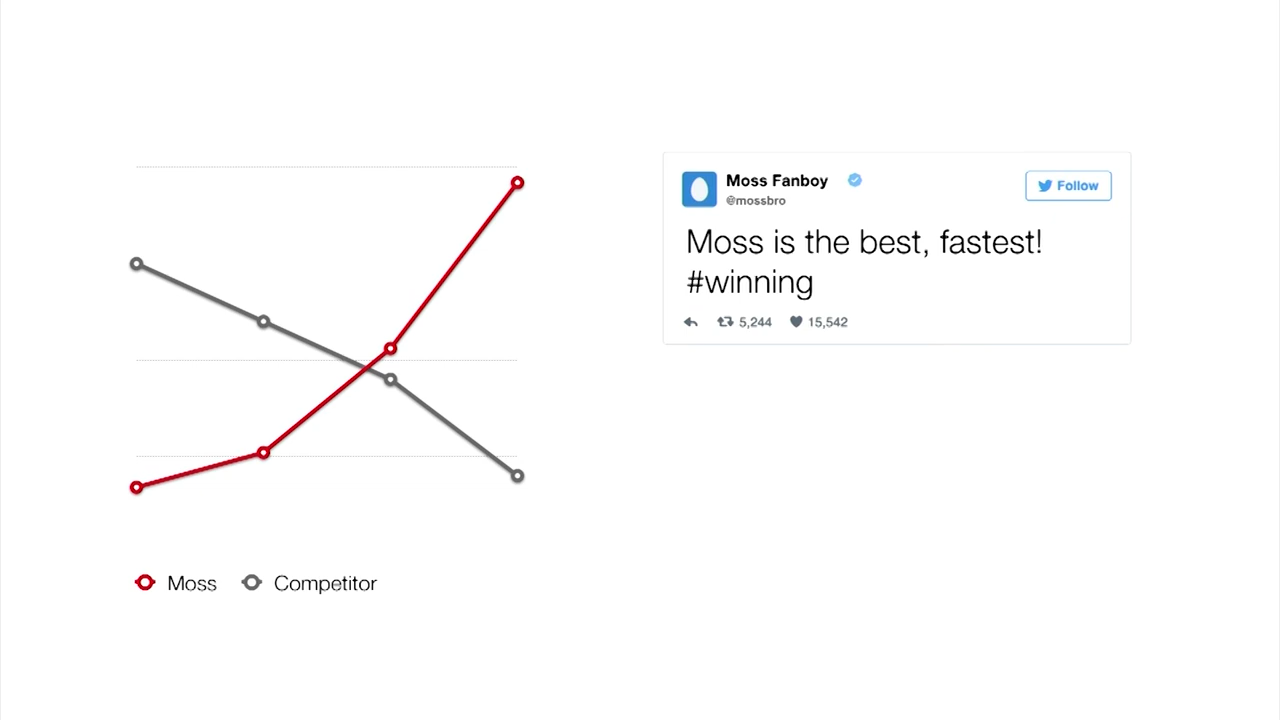 Moss Fanboy
Follow
@mossbro
Moss is the best, fastest!
#winning
5,244 15,542
Moss Competitor